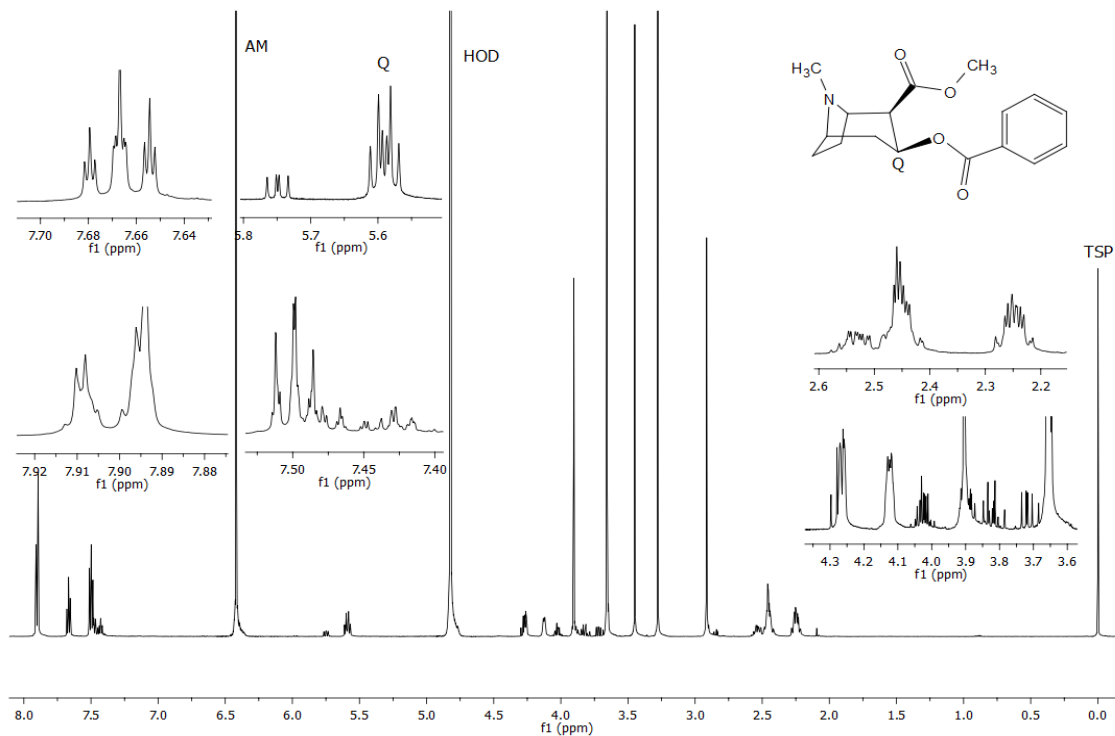 AM
HOD
Q
7.70 7.68 7.66 7.64
f1 (ppm)
5.8 5.7 5.6
f1 (ppm)
H₃C
N
O
O
CH₃
O
Q
O
TSP
7.92 7.91 7.90 7.89 7.88
f1 (ppm)
7.50 7.45 7.40
f1 (ppm)
2.6 2.5 2.4 2.3 2.2
f1 (ppm)
4.3 4.2 4.1 4.0 3.9 3.8 3.7 3.6
f1 (ppm)
8.0 7.5 7.0 6.5 6.0 5.5 5.0 4.5 4.0 3.5 3.0 2.5 2.0 1.5 1.0 0.5 0.0
f1 (ppm)